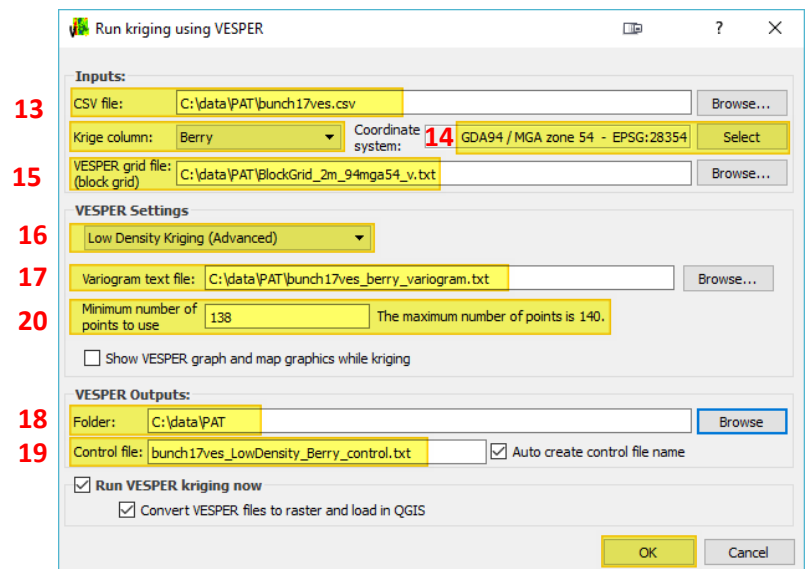 Run kriging using VESPER ?
Inputs:
13 CSV file: C:\data\PAT\bunch17ves.csv Browse...
Krige column: Berry Coordinate system: 14 GDA94 / MGA zone 54 - EPSG:28354 Select
15 VESPER grid file: (block grid) C:\data\PAT\BlockGrid_2m_94mga54_v.txt Browse...
VESPER Settings
16 Low Density Kriging (Advanced)
17 Variogram text file: C:\data\PAT\bunch17ves_berry_variogram.txt Browse...
20 Minimum number of points to use 138 The maximum number of points is 140.
Show VESPER graph and map graphics while kriging
VESPER Outputs:
18 Folder: C:\data\PAT Browse
19 Control file: bunch17ves_LowDensity_Berry_control.txt Auto create control file name
Run VESPER kriging now
Convert VESPER files to raster and load in QGIS
OK Cancel